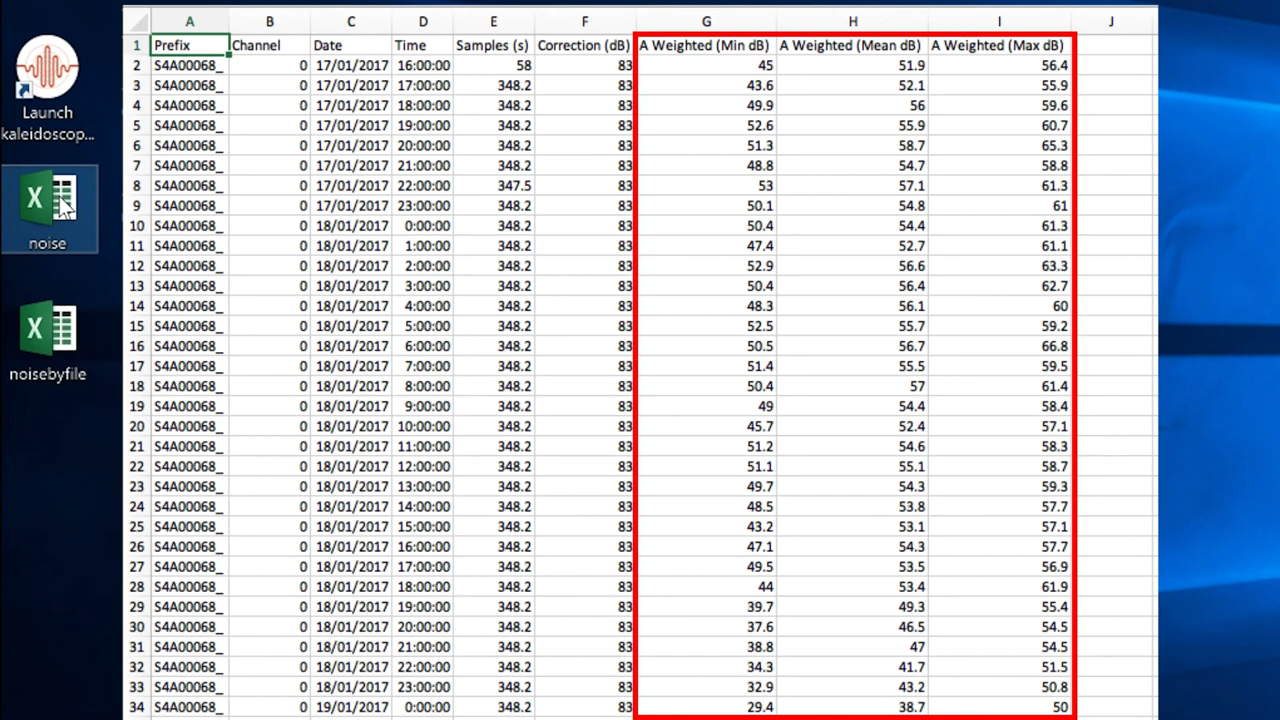 Launch
kaleidoscop...
noise
noisebyfile
A B C D E F G H I J
1 Prefix Channel Date Time Samples (s) Correction (dB) A Weighted (Min dB) A Weighted (Mean dB) A Weighted (Max dB)
2 S4A00068_ 0 17/01/2017 16:00:00 58 83 45 51.9 56.4
3 S4A00068_ 0 17/01/2017 17:00:00 348.2 83 43.6 52.1 55.9
4 S4A00068_ 0 17/01/2017 18:00:00 348.2 83 49.9 56 59.6
5 S4A00068_ 0 17/01/2017 19:00:00 348.2 83 52.6 55.9 60.7
6 S4A00068_ 0 17/01/2017 20:00:00 348.2 83 51.3 58.7 65.3
7 S4A00068_ 0 17/01/2017 21:00:00 348.2 83 48.8 54.7 58.8
8 S4A00068_ 0 17/01/2017 22:00:00 347.5 83 53 57.1 61.3
9 S4A00068_ 0 17/01/2017 23:00:00 348.2 83 50.1 54.8 61
10 S4A00068_ 0 18/01/2017 0:00:00 348.2 83 50.4 54.4 61.3
11 S4A00068_ 0 18/01/2017 1:00:00 348.2 83 47.4 52.7 61.1
12 S4A00068_ 0 18/01/2017 2:00:00 348.2 83 52.9 56.6 63.3
13 S4A00068_ 0 18/01/2017 3:00:00 348.2 83 50.4 56.4 62.7
14 S4A00068_ 0 18/01/2017 4:00:00 348.2 83 48.3 56.1 60
15 S4A00068_ 0 18/01/2017 5:00:00 348.2 83 52.5 55.7 59.2
16 S4A00068_ 0 18/01/2017 6:00:00 348.2 83 50.5 56.7 66.8
17 S4A00068_ 0 18/01/2017 7:00:00 348.2 83 51.4 55.5 59.5
18 S4A00068_ 0 18/01/2017 8:00:00 348.2 83 50.4 57 61.4
19 S4A00068_ 0 18/01/2017 9:00:00 348.2 83 49 54.4 58.4
20 S4A00068_ 0 18/01/2017 10:00:00 348.2 83 45.7 52.4 57.1
21 S4A00068_ 0 18/01/2017 11:00:00 348.2 83 51.2 54.6 58.3
22 S4A00068_ 0 18/01/2017 12:00:00 348.2 83 51.1 55.1 58.7
23 S4A00068_ 0 18/01/2017 13:00:00 348.2 83 49.7 54.3 59.3
24 S4A00068_ 0 18/01/2017 14:00:00 348.2 83 48.5 53.8 57.7
25 S4A00068_ 0 18/01/2017 15:00:00 348.2 83 43.2 53.1 57.1
26 S4A00068_ 0 18/01/2017 16:00:00 348.2 83 47.1 54.3 57.7
27 S4A00068_ 0 18/01/2017 17:00:00 348.2 83 49.5 53.5 56.9
28 S4A00068_ 0 18/01/2017 18:00:00 348.2 83 44 53.4 61.9
29 S4A00068_ 0 18/01/2017 19:00:00 348.2 83 39.7 49.3 55.4
30 S4A00068_ 0 18/01/2017 20:00:00 348.2 83 37.6 46.5 54.5
31 S4A00068_ 0 18/01/2017 21:00:00 348.2 83 38.8 47 54.5
32 S4A00068_ 0 18/01/2017 22:00:00 348.2 83 34.3 41.7 51.5
33 S4A00068_ 0 18/01/2017 23:00:00 348.2 83 32.9 43.2 50.8
34 S4A00068_ 0 19/01/2017 0:00:00 348.2 83 29.4 38.7 50